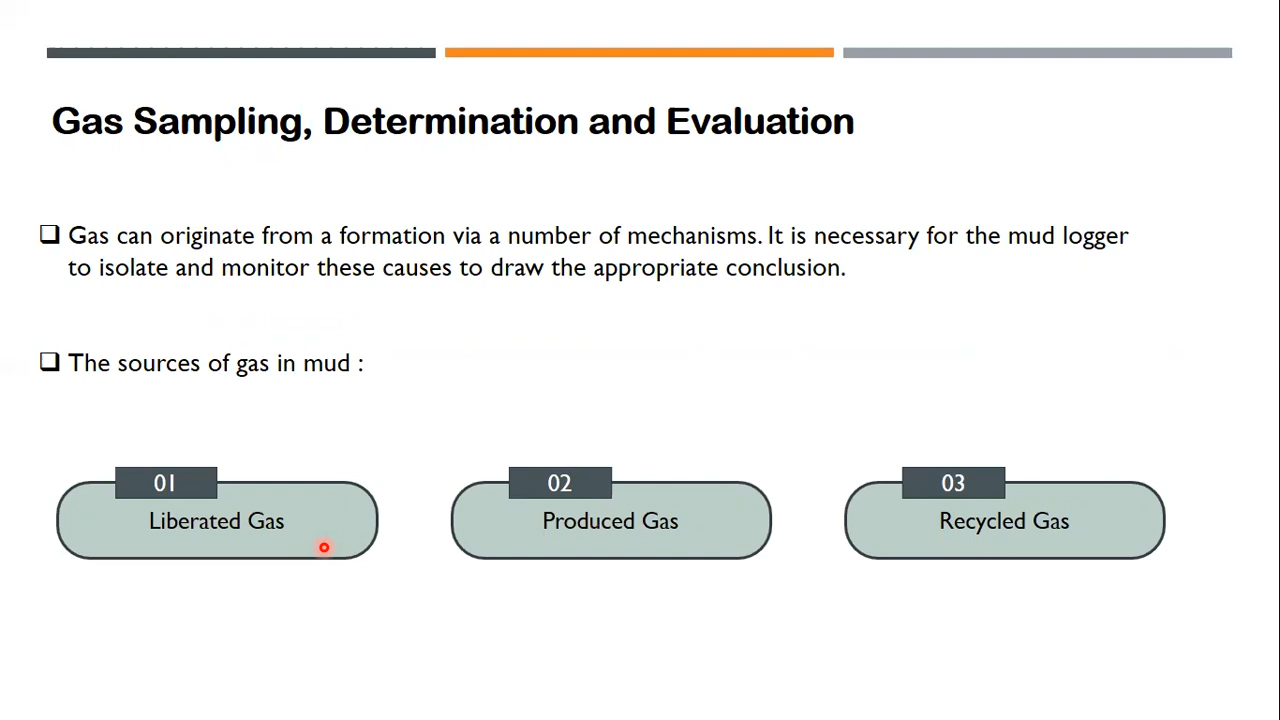 Gas Sampling, Determination and Evaluation
Gas can originate from a formation via a number of mechanisms. It is necessary for the mud logger
to isolate and monitor these causes to draw the appropriate conclusion.
The sources of gas in mud :
01
Liberated Gas
02
Produced Gas
03
Recycled Gas